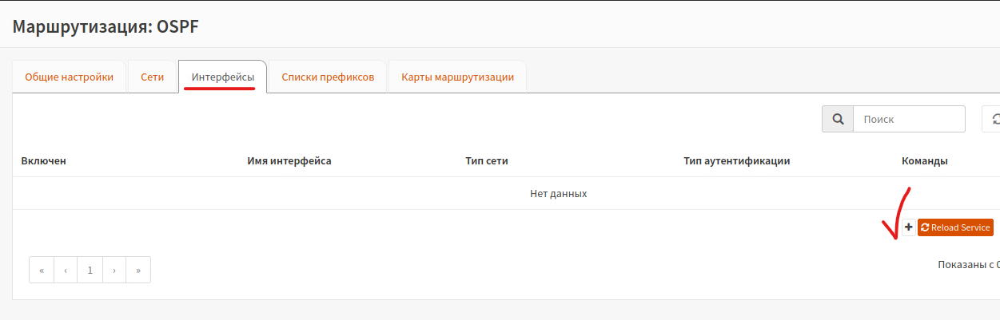 Маршрутизация: OSPF
Общие настройки Сети Интерфейсы Списки префиксов Карты маршрутизации
Поиск
Включен Имя интерфейса Тип сети Тип аутентификации Команды
Нет данных
+ Reload Service
« ‹ 1 › »
Показаны с 0